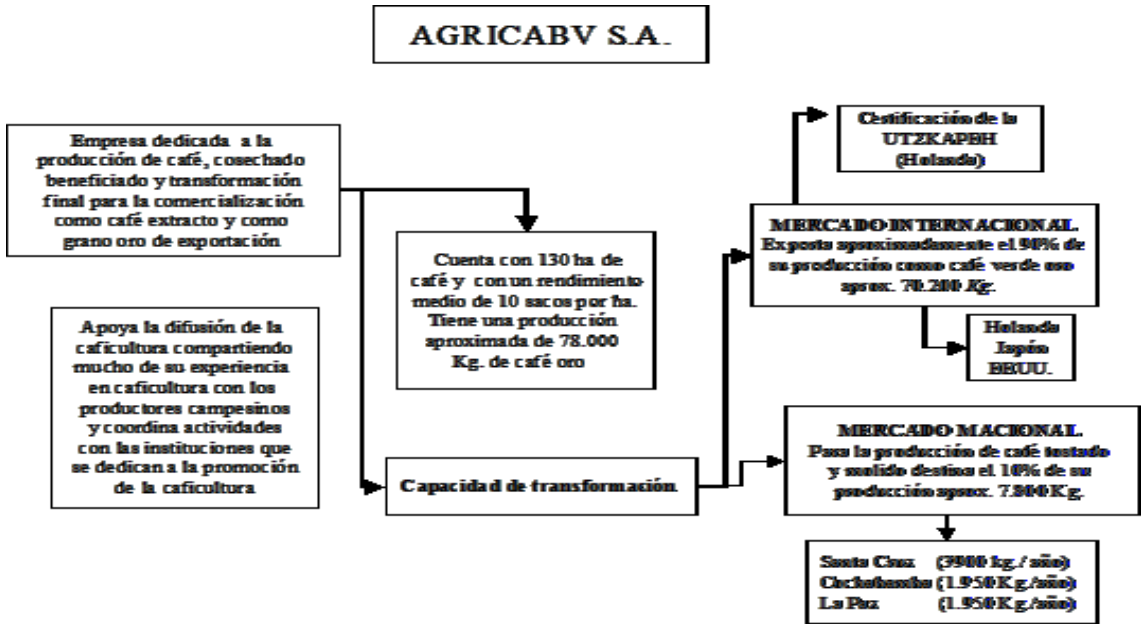 AGRICABV S.A.
Empresa dedicada a la
producción de café, cosechado
beneficiado y transformación
final para la comercialización
como café extracto y como
grano oro de exportación
Apoya la difusión de la
caficultura compartiendo
mucho de su experiencia
en caficultura con los
productores campesinos
y coordina actividades
con las instituciones que
se dedican a la promoción
de la caficultura
Cuenta con 130 ha de
café y con un rendimiento
medio de 10 sacos por ha.
Tiene una producción
aproximada de 78.000
Kg. de café oro
Capacidad de transformación
Certificación de la
UTZKAPEH
(Holanda)
MERCADO INTERNACIONAL.
Exporta aproximadamente el 90% de
su producción como café verde oro
aprox. 70.200 Kg.
Holanda
Japón
EEUU.
MERCADO NACIONAL.
Para la producción de café tostado
y molido destina el 10% de su
producción aprox. 7.800 Kg.
Santa Cruz (3900 kg./ año)
Cochabamba (1.950 Kg./año)
La Paz (1.950 Kg./año)